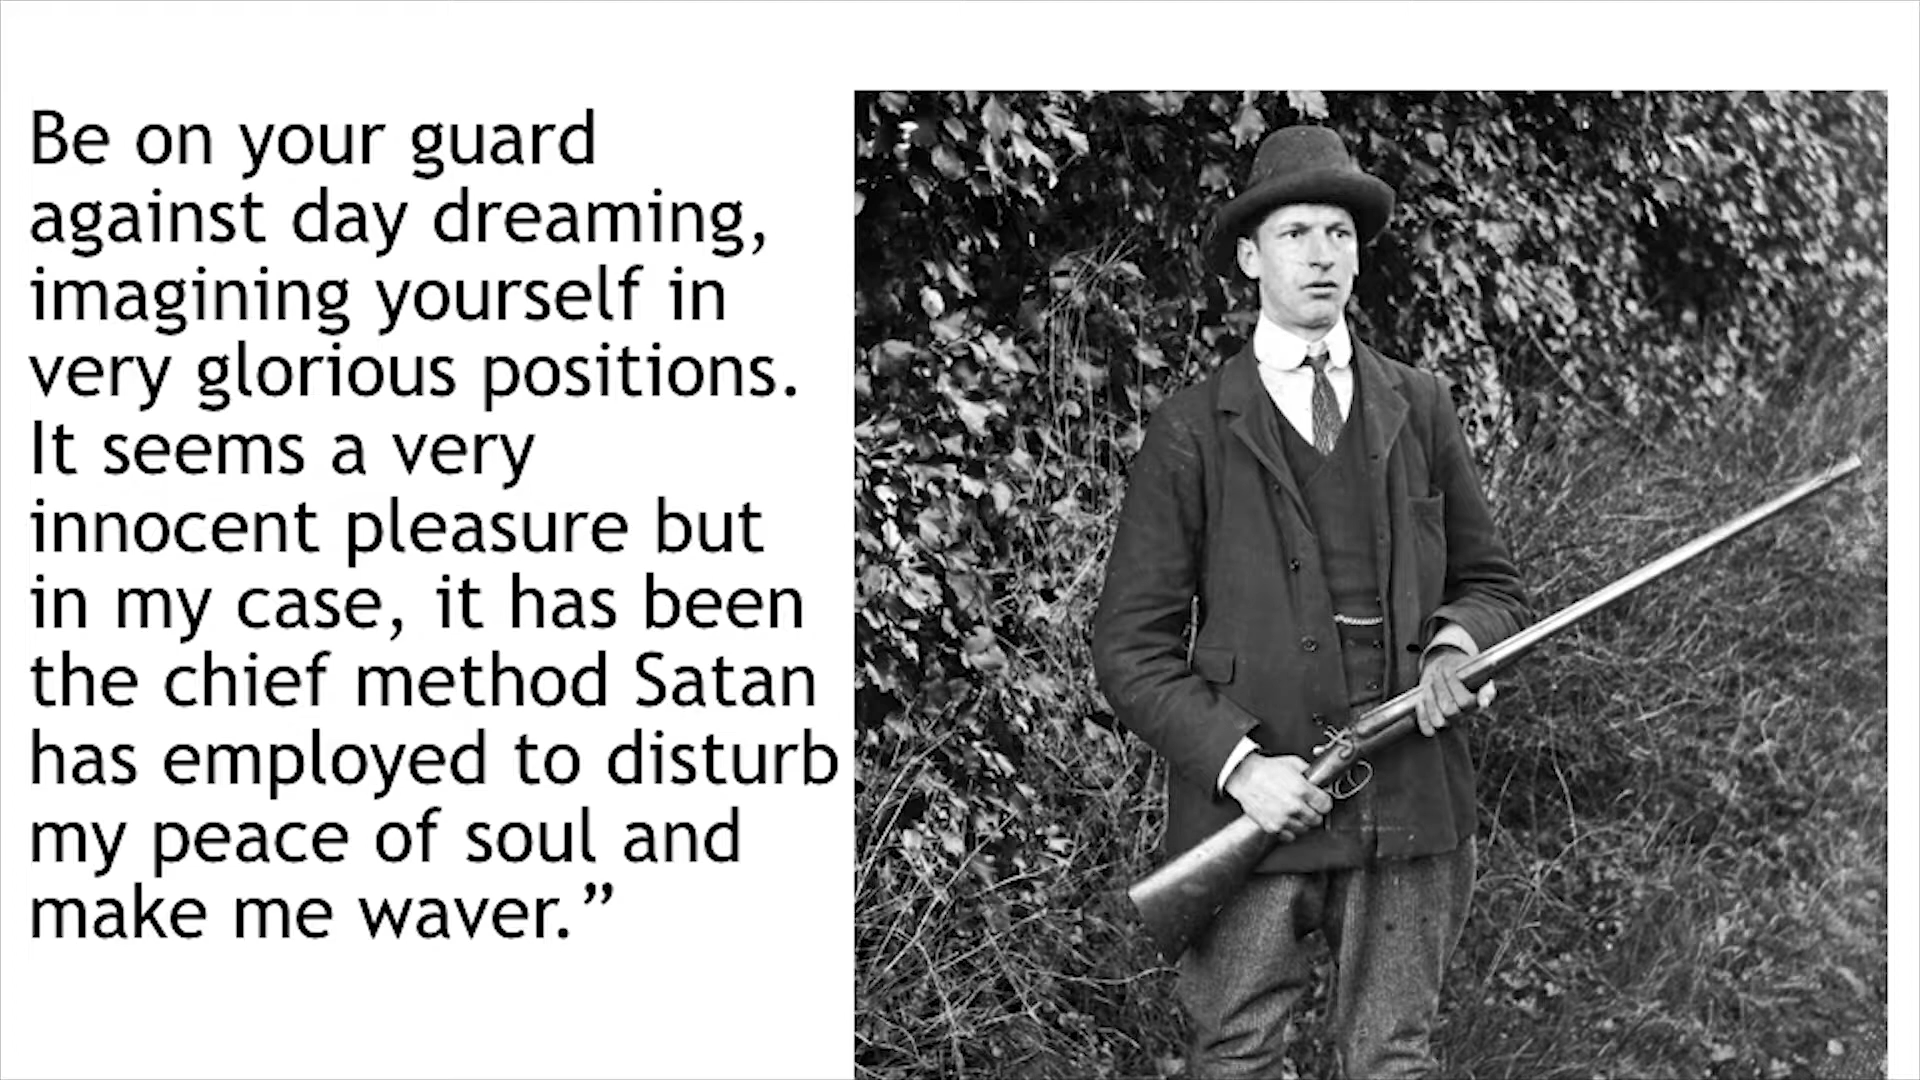 Be on your guard
against day dreaming,
imagining yourself in
very glorious positions.
It seems a very
innocent pleasure but
in my case, it has been
the chief method Satan
has employed to disturb
my peace of soul and
make me waver.”